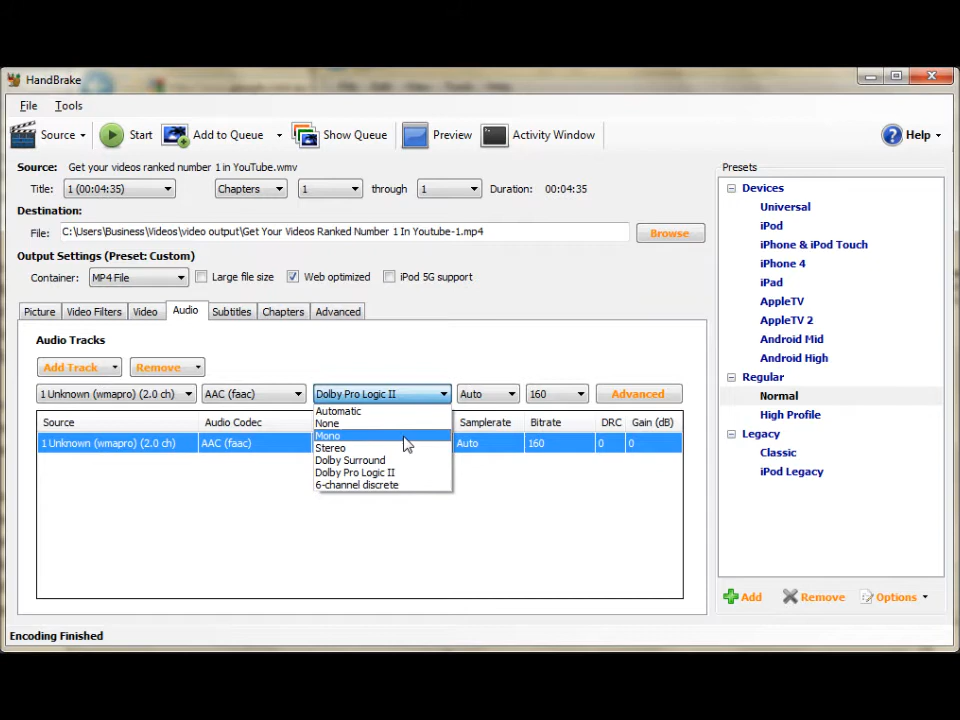 HandBrake
File Tools
Source Start Add to Queue Show Queue Preview Activity Window Help
Source: Get your videos ranked number 1 in YouTube.wmv
Title: 1 (00:04:35) Chapters 1 through 1 Duration: 00:04:35
Destination:
File: C:\Users\Business\Videos\video output\Get Your Videos Ranked Number 1 In Youtube-1.mp4 Browse
Output Settings (Preset: Custom)
Container: MP4 File Large file size Web optimized iPod 5G support
Picture Video Filters Video Audio Subtitles Chapters Advanced
Audio Tracks
Add Track Remove
1 Unknown (wmapro) (2.0 ch) AAC (faac) Dolby Pro Logic II Auto 160 Advanced
Source Audio Codec Samplerate Bitrate DRC Gain (dB)
1 Unknown (wmapro) (2.0 ch) AAC (faac) Auto 160 0 0
Automatic
None
Mono
Stereo
Dolby Surround
Dolby Pro Logic II
6-channel discrete
Presets
Devices
Universal
iPod
iPhone & iPod Touch
iPhone 4
iPad
AppleTV
AppleTV 2
Android Mid
Android High
Regular
Normal
High Profile
Legacy
Classic
iPod Legacy
Add Remove Options
Encoding Finished